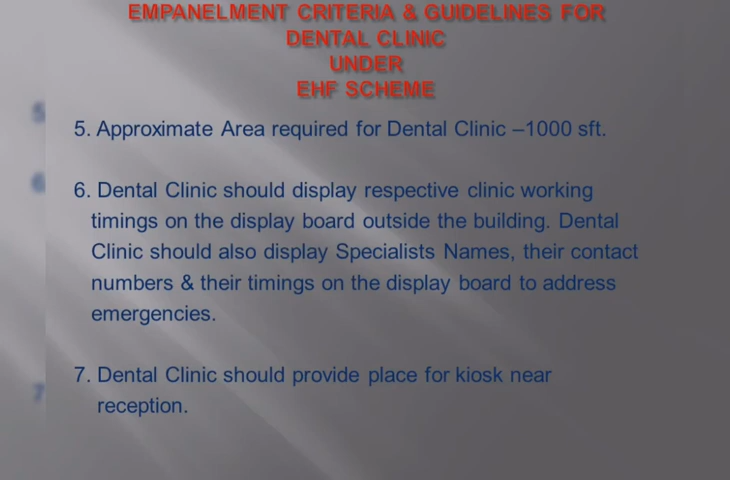 EMPANELMENT CRITERIA & GUIDELINES FOR
DENTAL CLINIC
UNDER
EHF SCHEME
5. Approximate Area required for Dental Clinic –1000 sft.
6. Dental Clinic should display respective clinic working
timings on the display board outside the building. Dental
Clinic should also display Specialists Names, their contact
numbers & their timings on the display board to address
emergencies.
7. Dental Clinic should provide place for kiosk near
reception.